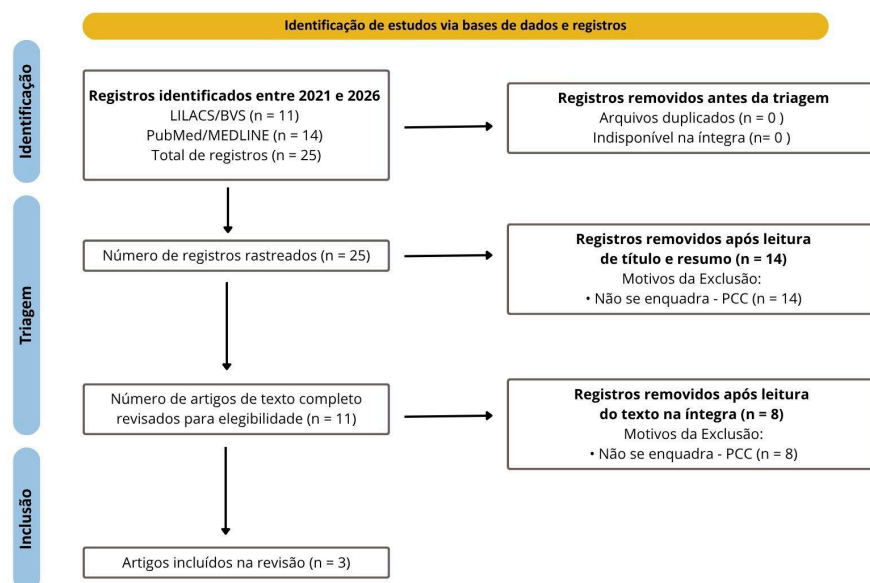 Identificação de estudos via bases de dados e registros
Identificação
Registros identificados entre 2021 e 2026
LILACS/BVS (n = 11)
PubMed/MEDLINE (n = 14)
Total de registros (n = 25)
Registros removidos antes da triagem
Arquivos duplicados (n = 0 )
Indisponível na íntegra (n= 0 )
Triagem
Número de registros rastreados (n = 25)
Registros removidos após leitura
de título e resumo (n = 14)
Motivos da Exclusão:
• Não se enquadra - PCC (n = 14)
Número de artigos de texto completo
revisados para elegibilidade (n = 11)
Registros removidos após leitura
do texto na íntegra (n = 8)
Motivos da Exclusão:
• Não se enquadra - PCC (n = 8)
Inclusão
Artigos incluídos na revisão (n = 3)